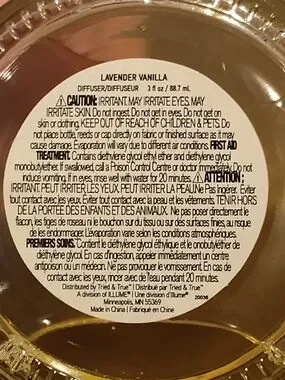 LAVENDER VANILLA
DIFFUSER/DIFFUSEUR 3 fl oz / 88.7 mL
⚠CAUTION: IRRITANT. MAY IRRITATE EYES. MAY
IRRITATE SKIN. Do not ingest. Do not get in eyes. Do not get on
skin or clothing. KEEP OUT OF REACH OF CHILDREN & PETS. Do not
place bottle, reeds or cap directly on fabric or finished surface as it may
cause damage. Evaporation will vary due to different air conditions. FIRST AID
TREATMENT. Contains diethylene glycol ethyl ether and diethylene glycol
monobutylether. If swallowed, call a Poison Control Centre or doctor immediately. Do not
induce vomiting. If in eyes, rinse well with water for 20 minutes. ⚠ATTENTION :
IRRITANT. PEUT IRRITER LES YEUX. PEUT IRRITER LA PEAU. Ne pas ingérer. Éviter
tout contact avec les yeux. Éviter tout contact avec la peau et les vêtements. TENIR HORS
DE LA PORTÉE DES ENFANTS ET DES ANIMAUX. Ne pas poser directement le
flacon, les tiges de roseau ni le bouchon sur du tissu ou sur des surfaces finies, au risque
de les endommager. L'évaporation varie selon les conditions atmosphériques.
PREMIERS SOINS. Contient le diéthylène glycol éthylique et le
diéthylène glycol. En cas d'ingestion, appeler immédiatement un centre
antipoison ou un médecin. Ne pas provoquer le vomissement. En cas de
contact avec les yeux, rincer avec de l'eau pendant 20 minutes.
Distributed by Tried & True™ | Distribué par Tried & True™
A division of ILLUME® | Une division d'Illume®
Minneapolis, MN 55369 20036
Made in China | Fabriqué en Chine